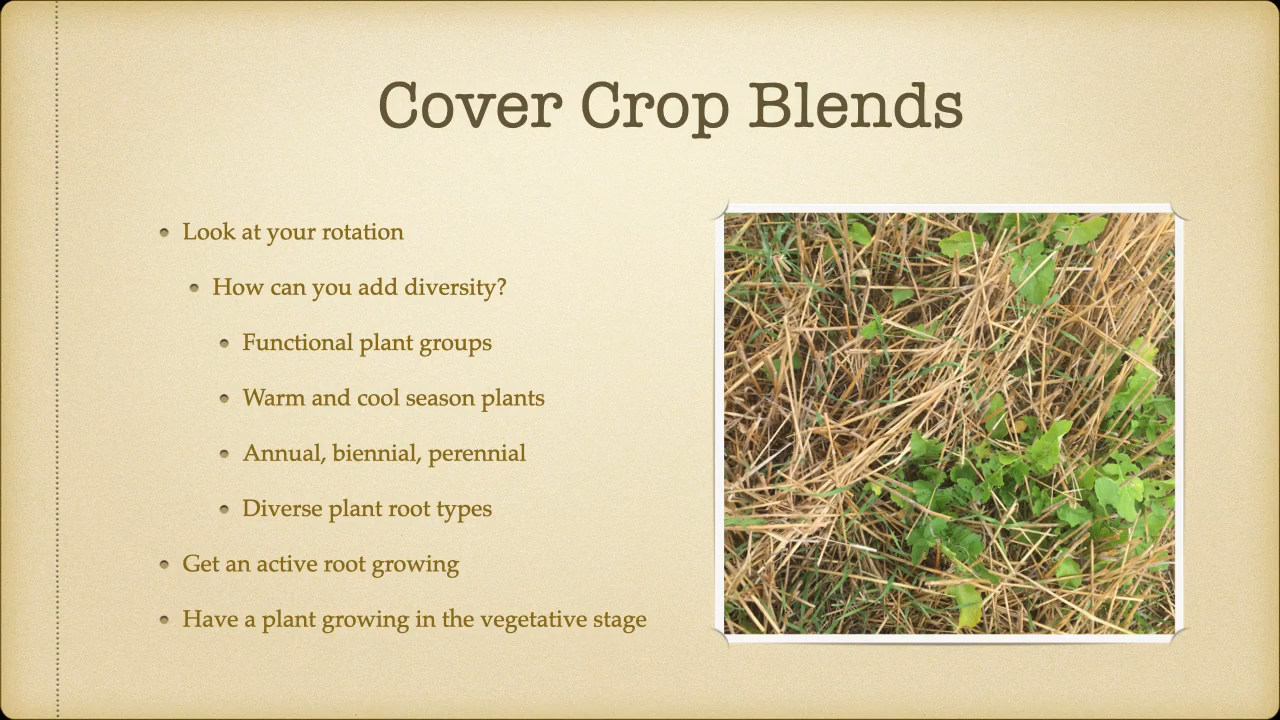 Cover Crop Blends
Look at your rotation
How can you add diversity?
Functional plant groups
Warm and cool season plants
Annual, biennial, perennial
Diverse plant root types
Get an active root growing
Have a plant growing in the vegetative stage